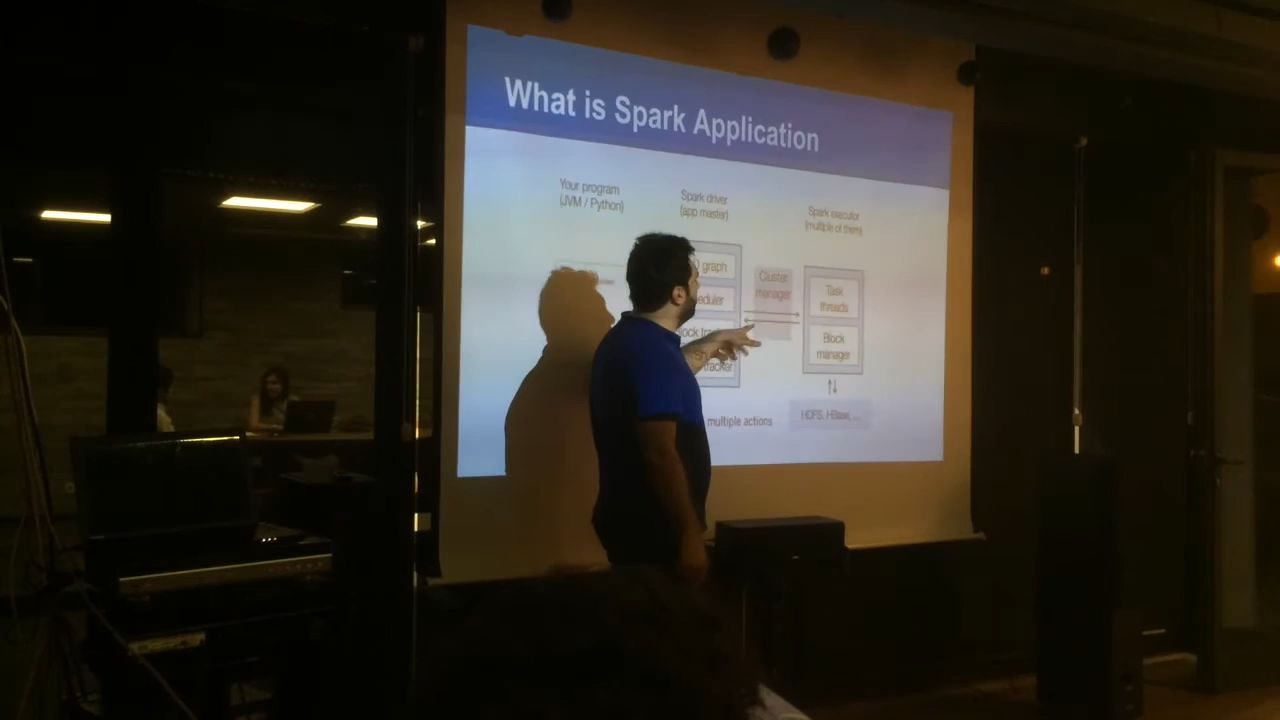 What is Spark Application
Your program
(JVM / Python)
Spark driver
(app master)
Spark executor
(multiple of them)
graph
Cluster
manager
Task
threads
Block
manager
tracker
multiple actions
HDFS, HBase, ...